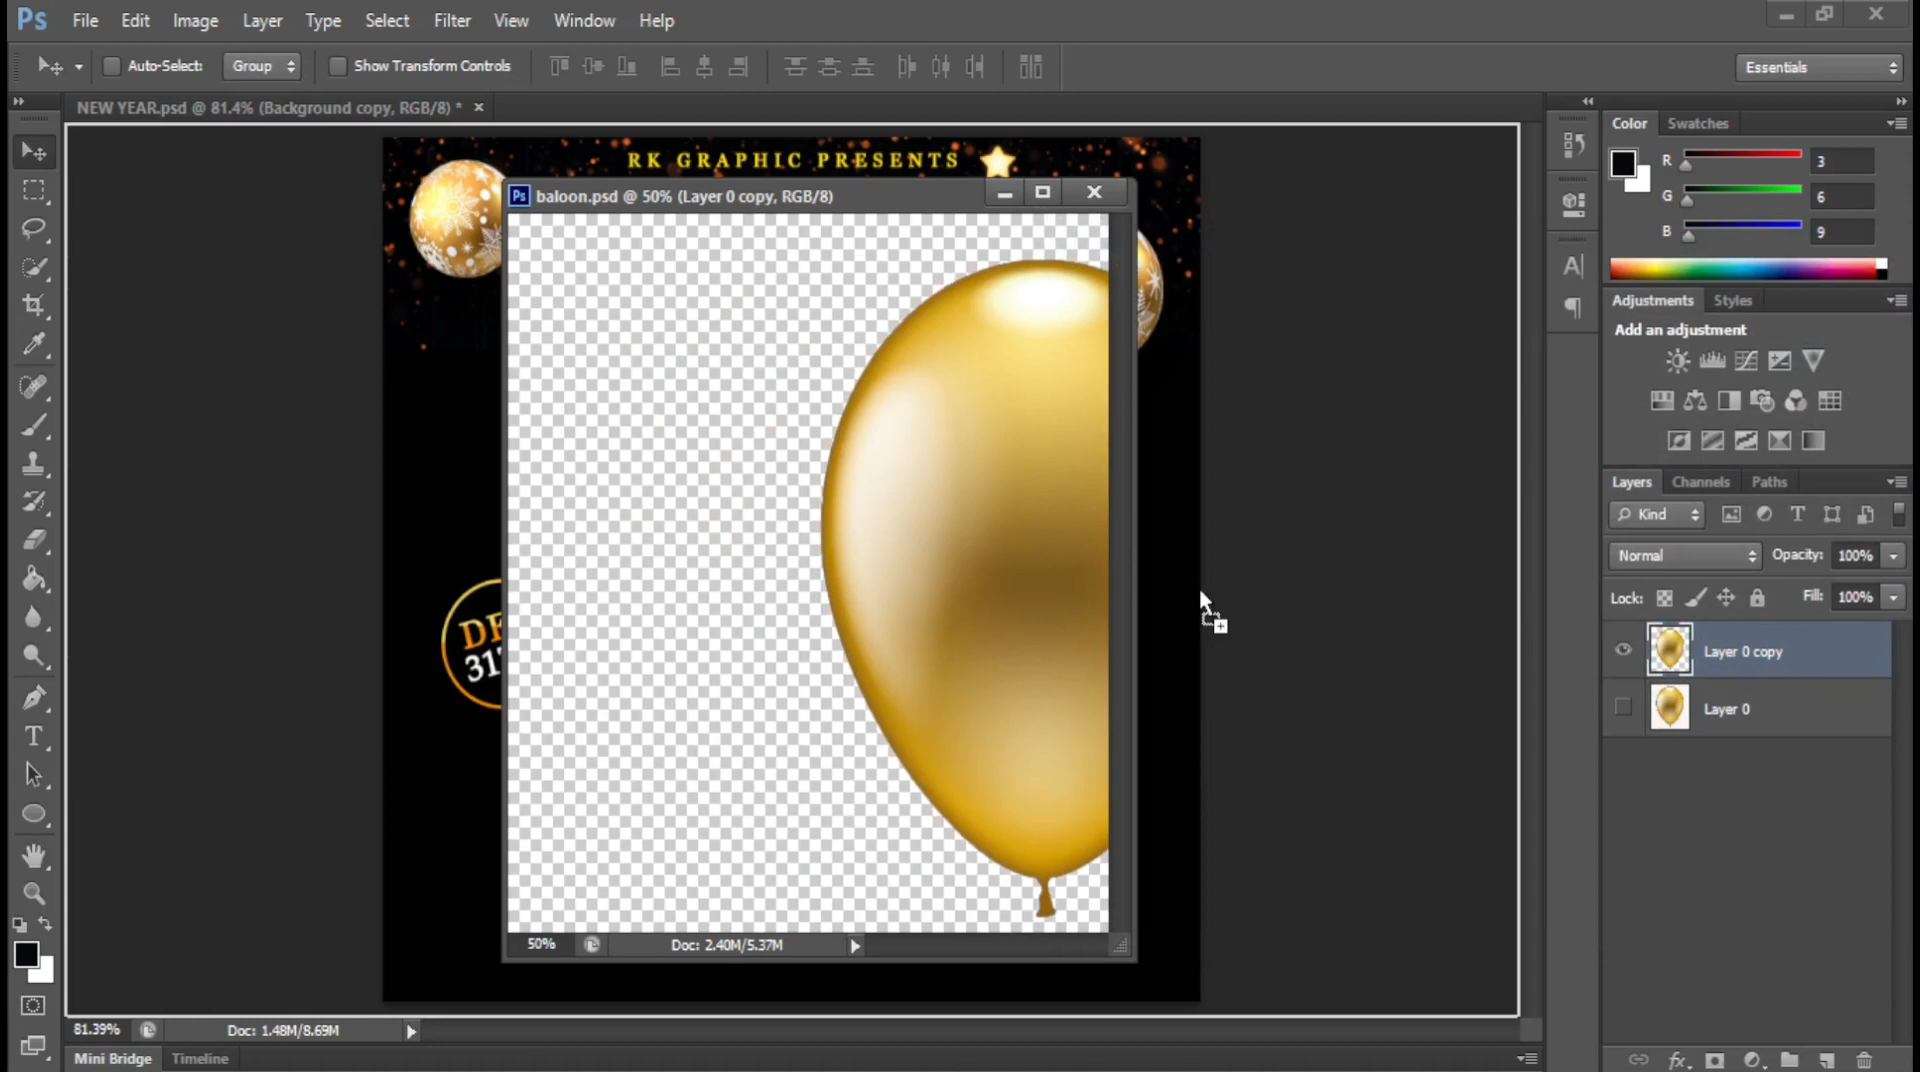 Ps File Edit Image Layer Type Select Filter View Window Help
Auto-Select: Group Show Transform Controls Essentials
NEW YEAR.psd @ 81.4% (Background copy, RGB/8) * ×
Color Swatches
RK GRAPHIC PRESENTS
R 3
G 6
B 9
Ps baloon.psd @ 50% (Layer 0 copy, RGB/8)
Adjustments Styles
Add an adjustment
Layers Channels Paths
Kind
Normal Opacity: 100%
Lock: Fill: 100%
DE
31
Layer 0 copy
Layer 0
50% Doc: 2.40M/5.37M
81.39% Doc: 1.48M/8.69M
Mini Bridge Timeline
fx